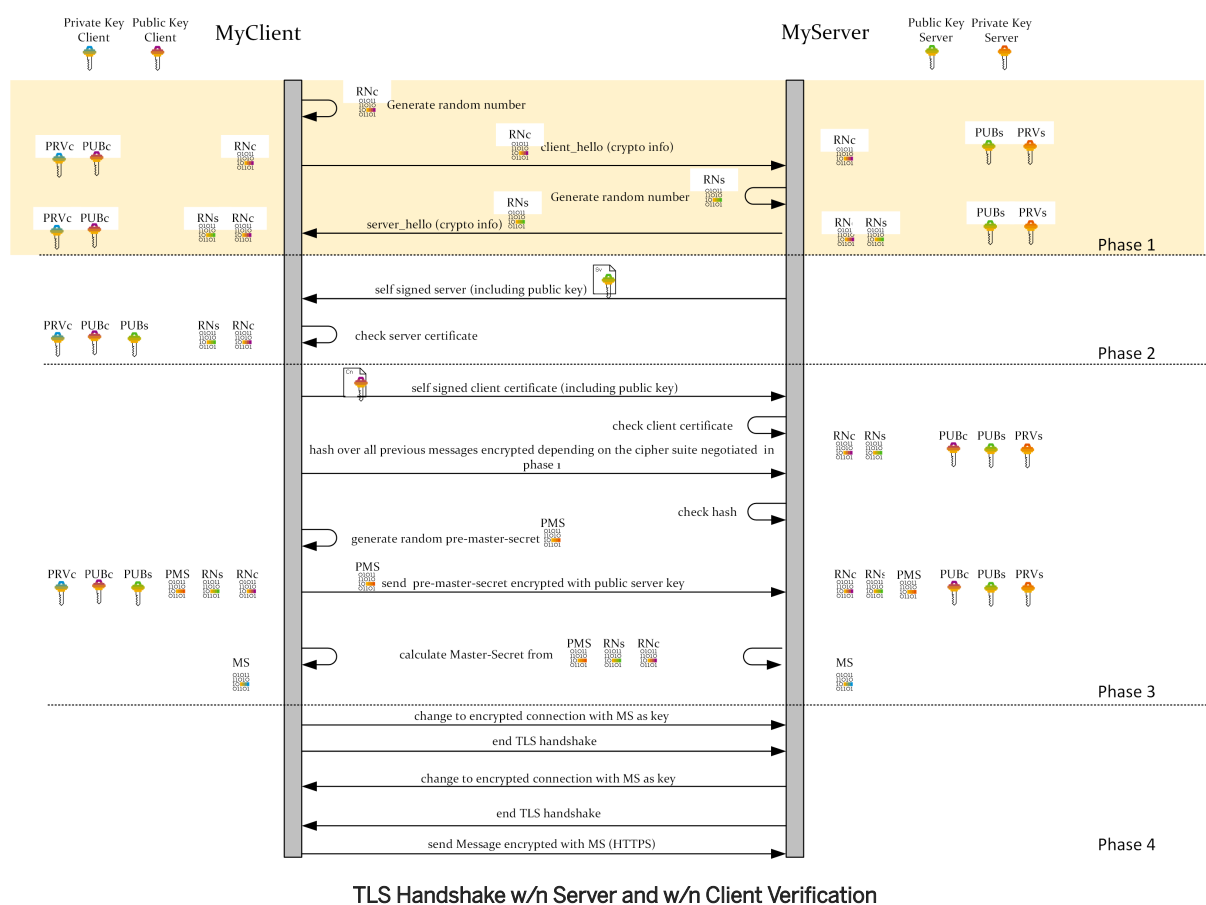 Private Key Client
Public Key Client
MyClient
MyServer
Public Key Server
Private Key Server
RNc
Generate random number
PRVc PUBc RNc
RNc
client_hello (crypto info)
RNc
PUBs PRVs
RNs
Generate random number
PRVc PUBc RNs RNc
RNs
server_hello (crypto info)
RN RNs
PUBs PRVs
Phase 1
Sv
self signed server (including public key)
PRVc PUBc PUBs RNs RNc
check server certificate
Phase 2
Cn
self signed client certificate (including public key)
check client certificate
RNc RNs PUBc PUBs PRVs
hash over all previous messages encrypted depending on the cipher suite negotiated in
phase 1
check hash
generate random pre-master-secret
PMS
PRVc PUBc PUBs PMS RNs RNc
PMS
send pre-master-secret encrypted with public server key
RNc RNs PMS PUBc PUBs PRVs
calculate Master-Secret from
PMS RNs RNc
MS
MS
Phase 3
change to encrypted connection with MS as key
end TLS handshake
change to encrypted connection with MS as key
end TLS handshake
send Message encrypted with MS (HTTPS)
Phase 4
TLS Handshake w/n Server and w/n Client Verification